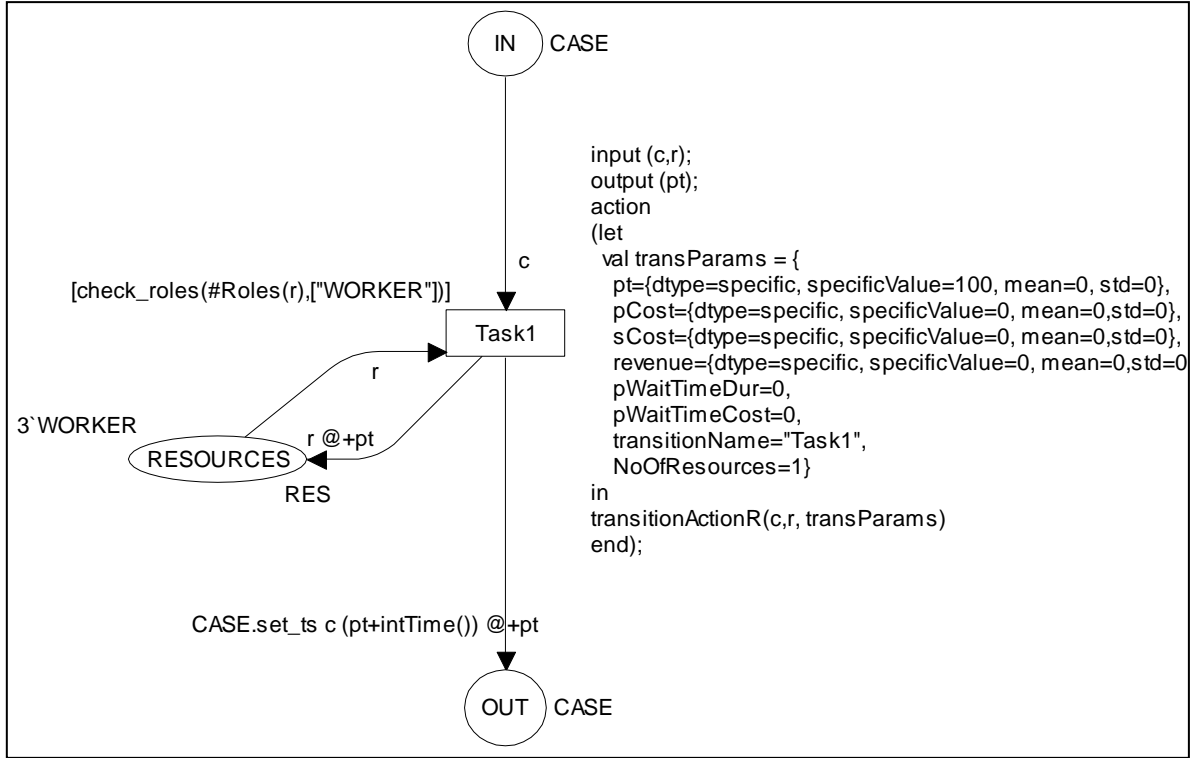 IN
CASE
input (c,r);
output (pt);
action
(let
val transParams = {
pt={dtype=specific, specificValue=100, mean=0, std=0},
pCost={dtype=specific, specificValue=0, mean=0,std=0},
sCost={dtype=specific, specificValue=0, mean=0,std=0},
revenue={dtype=specific, specificValue=0, mean=0,std=0
pWaitTimeDur=0,
pWaitTimeCost=0,
transitionName="Task1",
NoOfResources=1}
in
transitionActionR(c,r, transParams)
end);
c
[check_roles(#Roles(r),["WORKER"])]
Task1
r
3`WORKER
r @+pt
RESOURCES
RES
CASE.set_ts c (pt+intTime()) @+pt
OUT
CASE